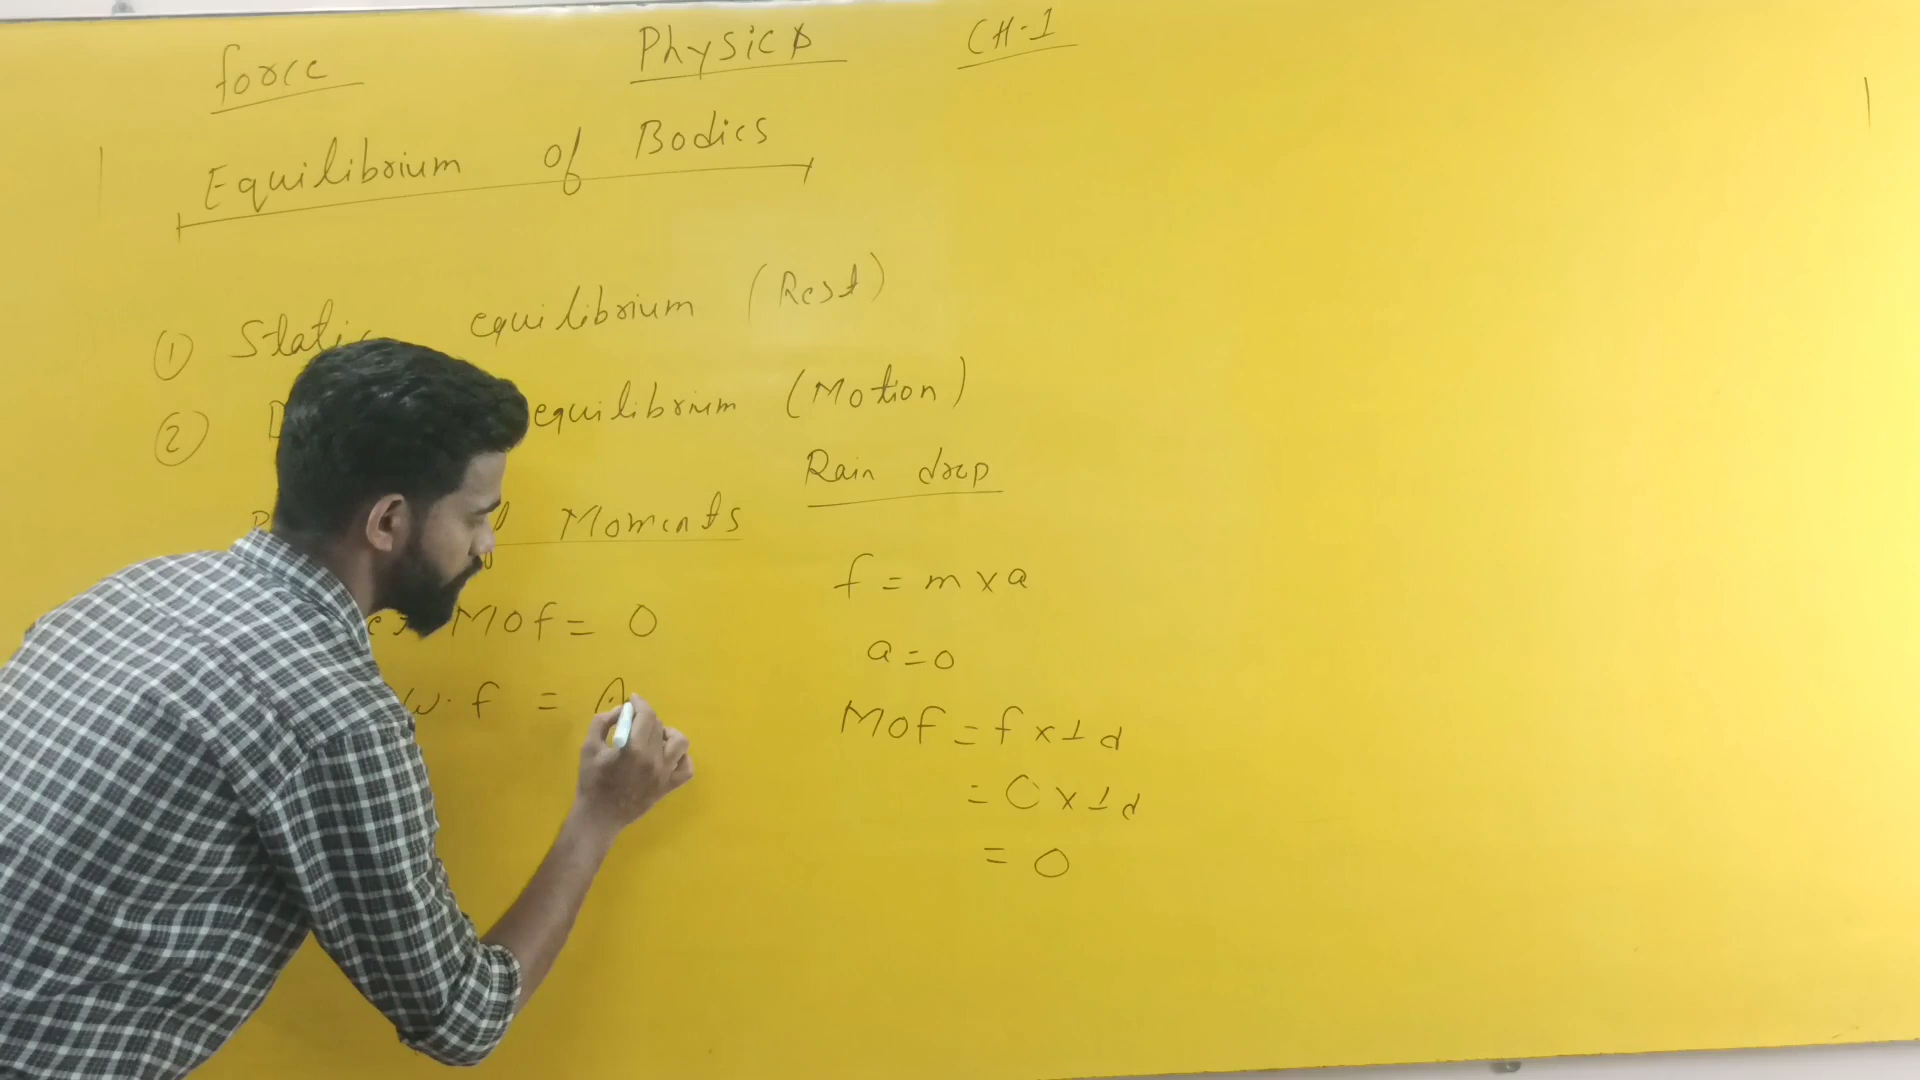 force Physics CH-1
Equilibrium of Bodies
① Stati equilibrium (Rest)
② D equilibrium (Motion)
Rain drop
Moments
f = m x a
MOf = 0
a = 0
w.f = A
MOF = f x ⊥ d
= 0 x ⊥ d
= 0